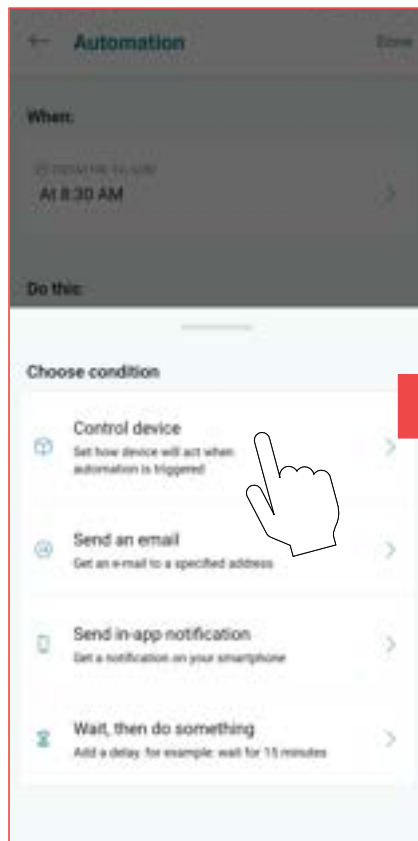 Automation
Done
When:
At 8:30 AM
Do this:
Choose condition
Control device
Set how device will act when
automation is triggered
Send an email
Get an e-mail to a specified address
Send in-app notification
Get a notification on your smartphone
Wait, then do something
Add a delay, for example: wait for 15 minutes